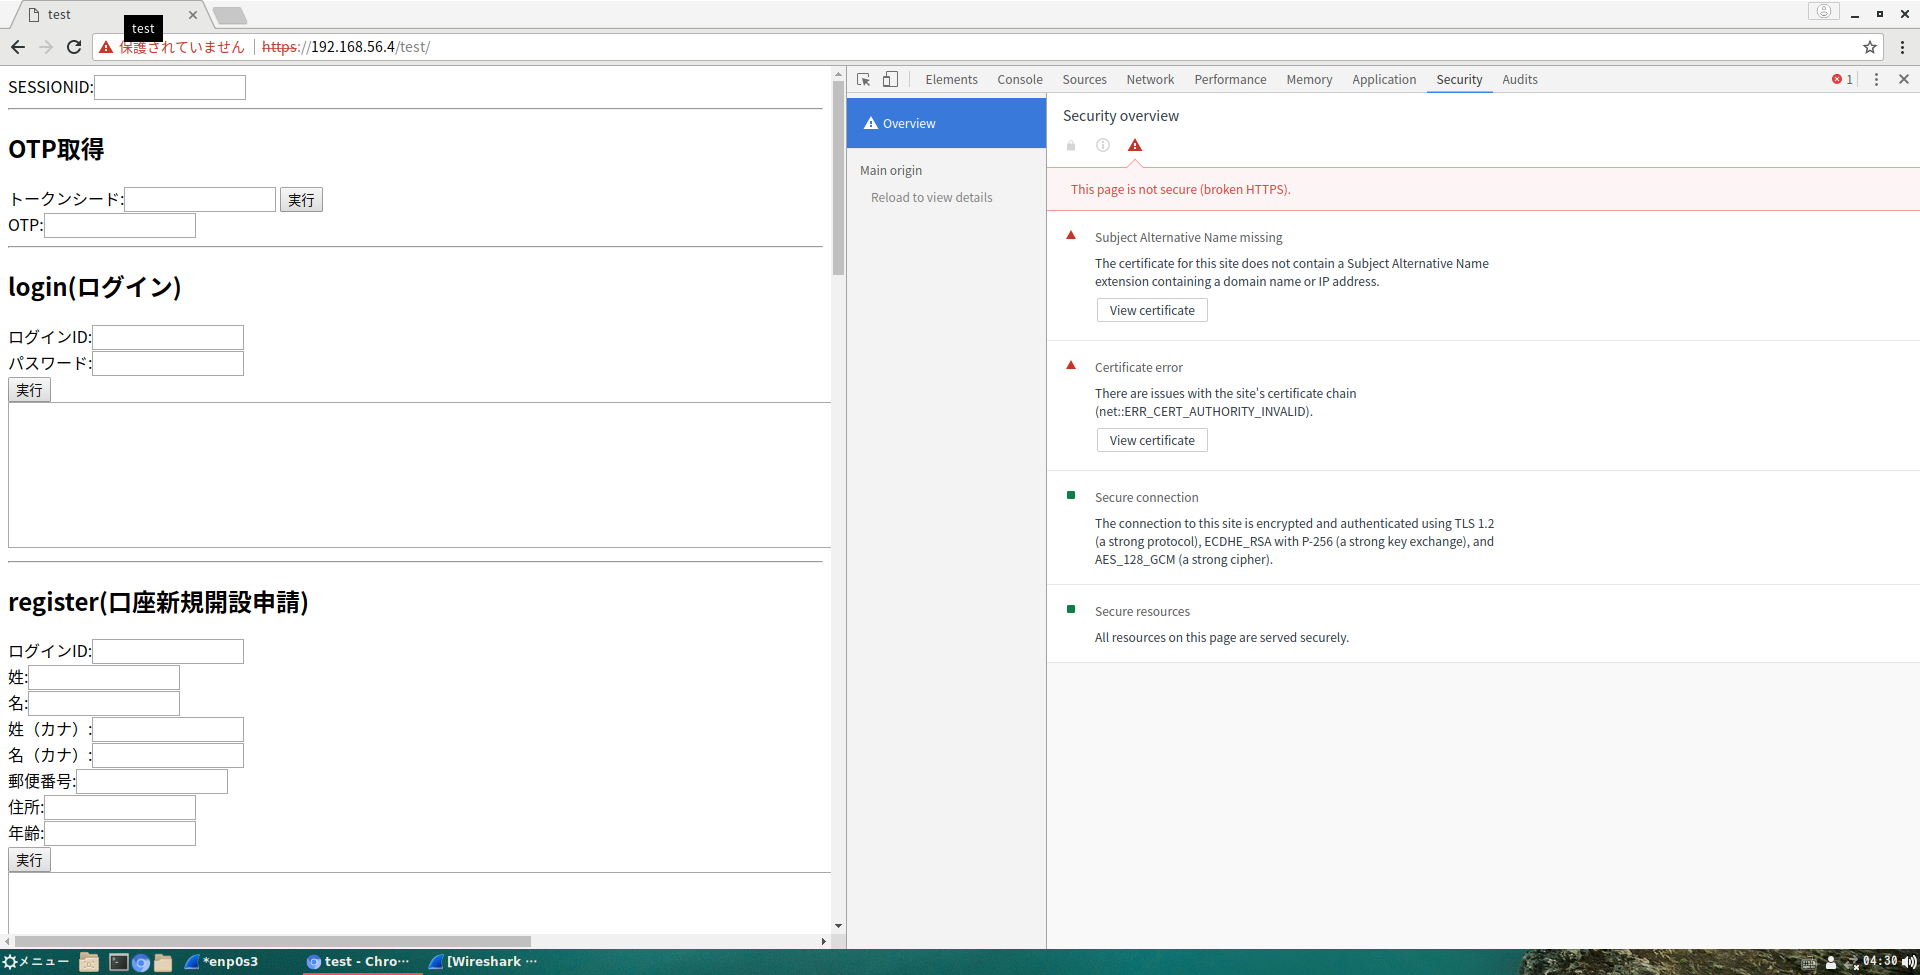 test
test
保護されていません https://192.168.56.4/test/
SESSIONID:
OTP取得
トークンシード: 実行
OTP:
login(ログイン)
ログインID:
パスワード:
実行
register(口座新規開設申請)
ログインID:
姓:
名:
姓（カナ）:
名（カナ）:
郵便番号:
住所:
年齢:
実行
Elements Console Sources Network Performance Memory Application Security Audits 1
Overview
Main origin
Reload to view details
Security overview
This page is not secure (broken HTTPS).
Subject Alternative Name missing
The certificate for this site does not contain a Subject Alternative Name
extension containing a domain name or IP address.
View certificate
Certificate error
There are issues with the site's certificate chain
(net::ERR_CERT_AUTHORITY_INVALID).
View certificate
Secure connection
The connection to this site is encrypted and authenticated using TLS 1.2
(a strong protocol), ECDHE_RSA with P-256 (a strong key exchange), and
AES_128_GCM (a strong cipher).
Secure resources
All resources on this page are served securely.
メニュー *enp0s3 test - Chro··· [Wireshark ··· 04:30